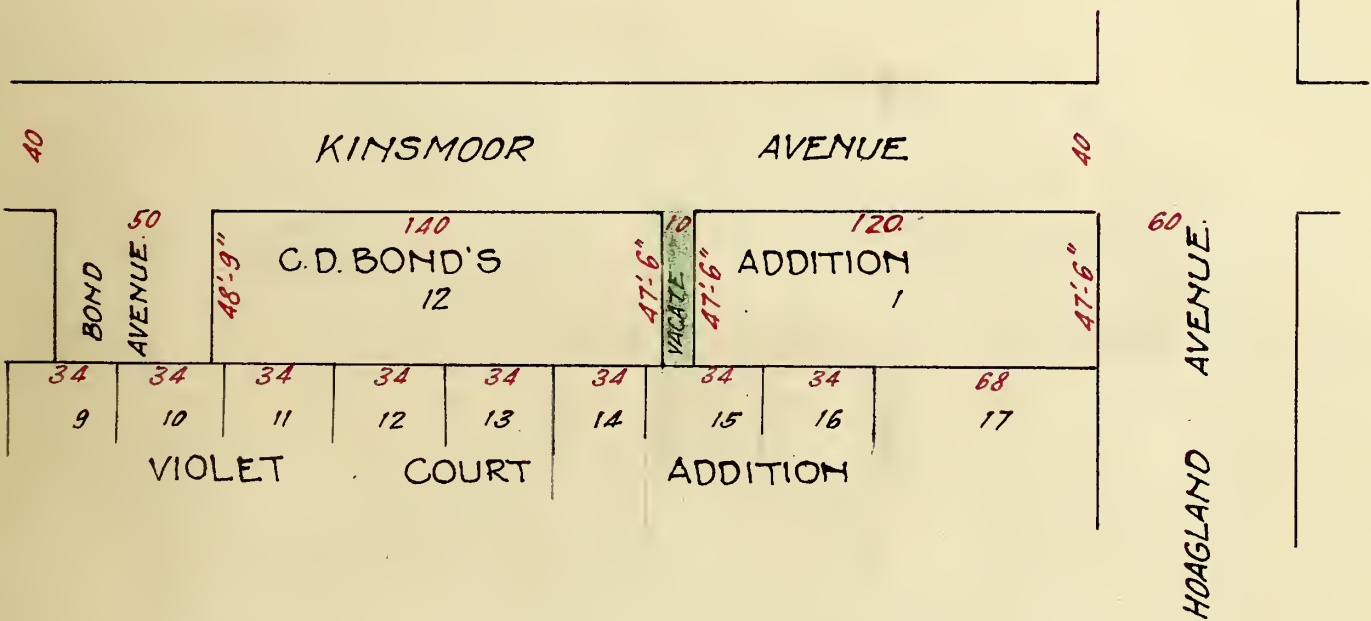 40 KINSMOOR AVENUE 40
50 140 10 120. 60
BOND AVENUE.
48'-9"
C.D. BOND'S ADDITION
12 1
47'-6"
VACATE
47'-6"
47'-6"
HOAGLAND AVENUE.
34 34 34 34 34 34 34 34 68
9 10 11 12 13 14 15 16 17
VIOLET COURT ADDITION